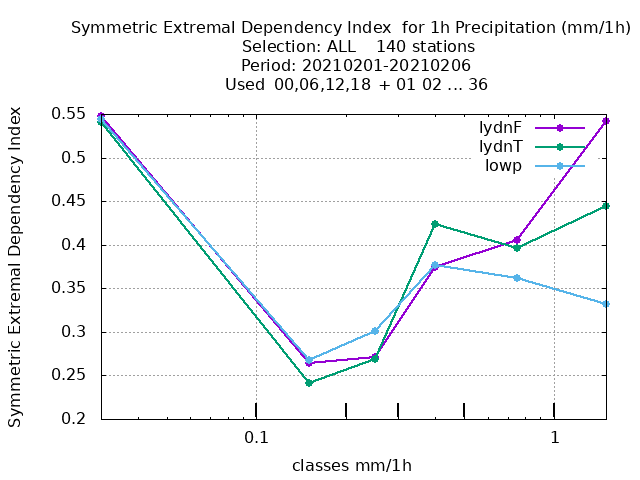 Symmetric Extremal Dependency Index  for 1h Precipitation (mm/1h)
Selection: ALL    140 stations
Period: 20210201-20210206
Used  00,06,12,18  + 01 02 ... 36
Symmetric Extremal Dependency Index
0.55
0.5
0.45
0.4
0.35
0.3
0.25
0.2
lydnF
lydnT
lowp
0.1
1
classes mm/1h